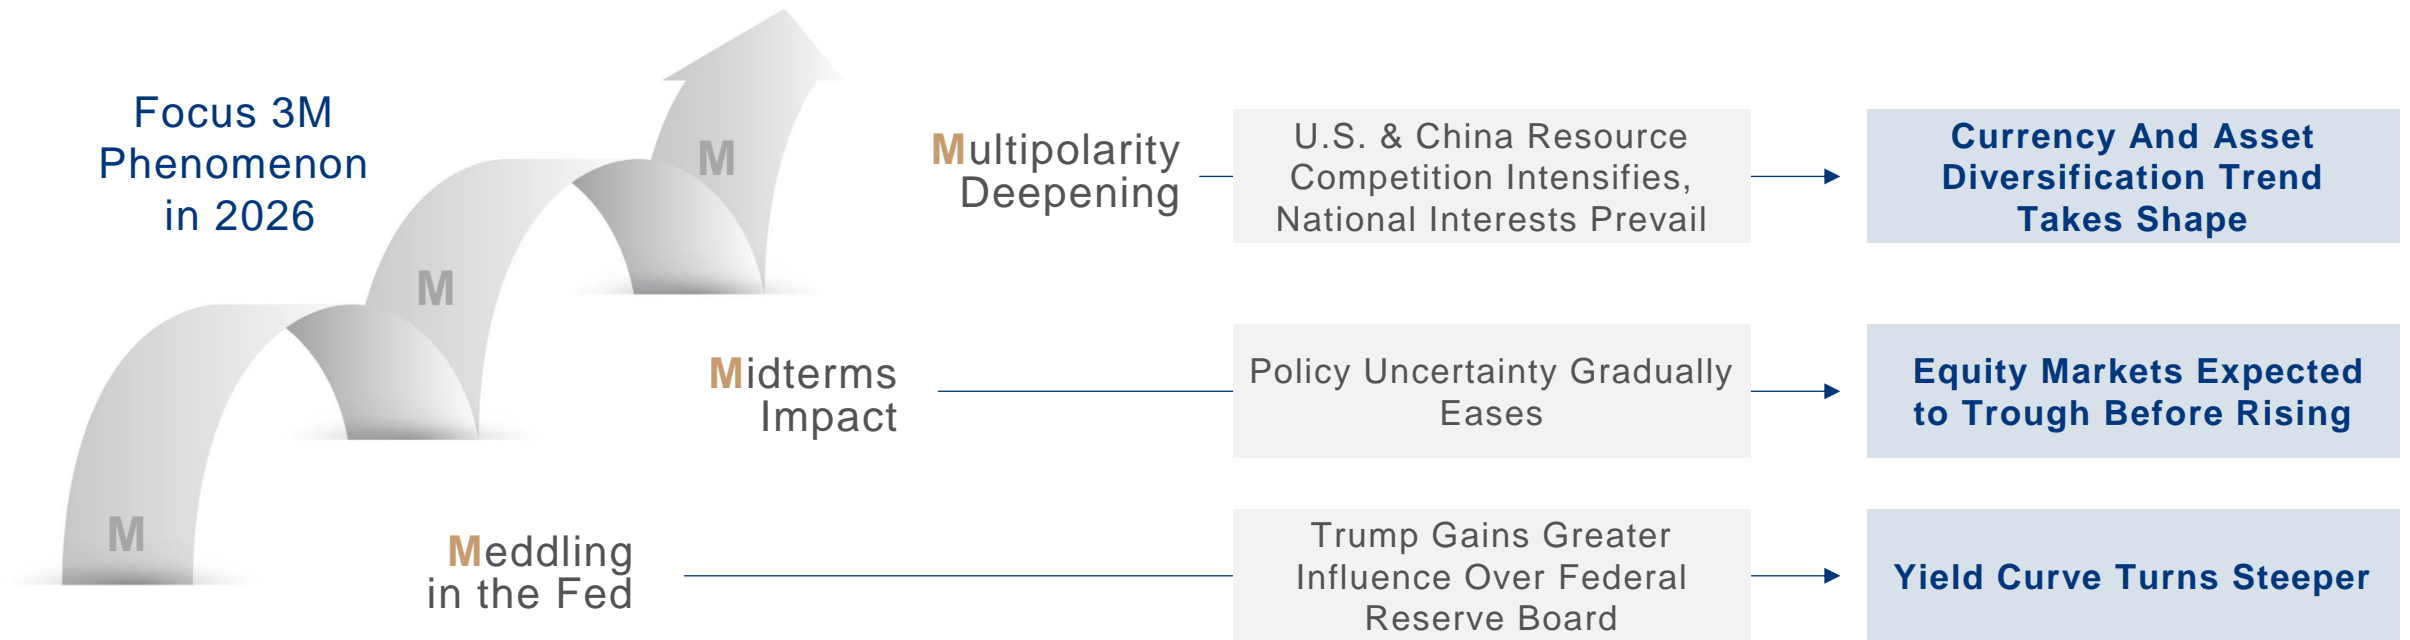 Focus 3M
Phenomenon
in 2026
M
M
M
Multipolarity
Deepening
U.S. & China Resource
Competition Intensifies,
National Interests Prevail
Currency And Asset
Diversification Trend
Takes Shape
Midterms
Impact
Policy Uncertainty Gradually
Eases
Equity Markets Expected
to Trough Before Rising
Meddling
in the Fed
Trump Gains Greater
Influence Over Federal
Reserve Board
Yield Curve Turns Steeper